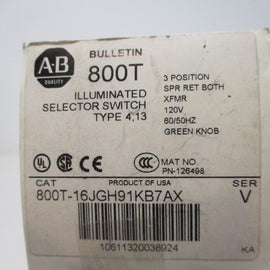 A·B
QUALITY
BULLETIN
800T
ILLUMINATED
SELECTOR SWITCH
TYPE 4,13
3 POSITION
SPR RET BOTH
XFMR
120V
60/50HZ
GREEN KNOB
MAT NO.
PN-126498
CAT
PRODUCT OF USA
SER
800T-16JGH91KB7AX
V
10611320038924
KA